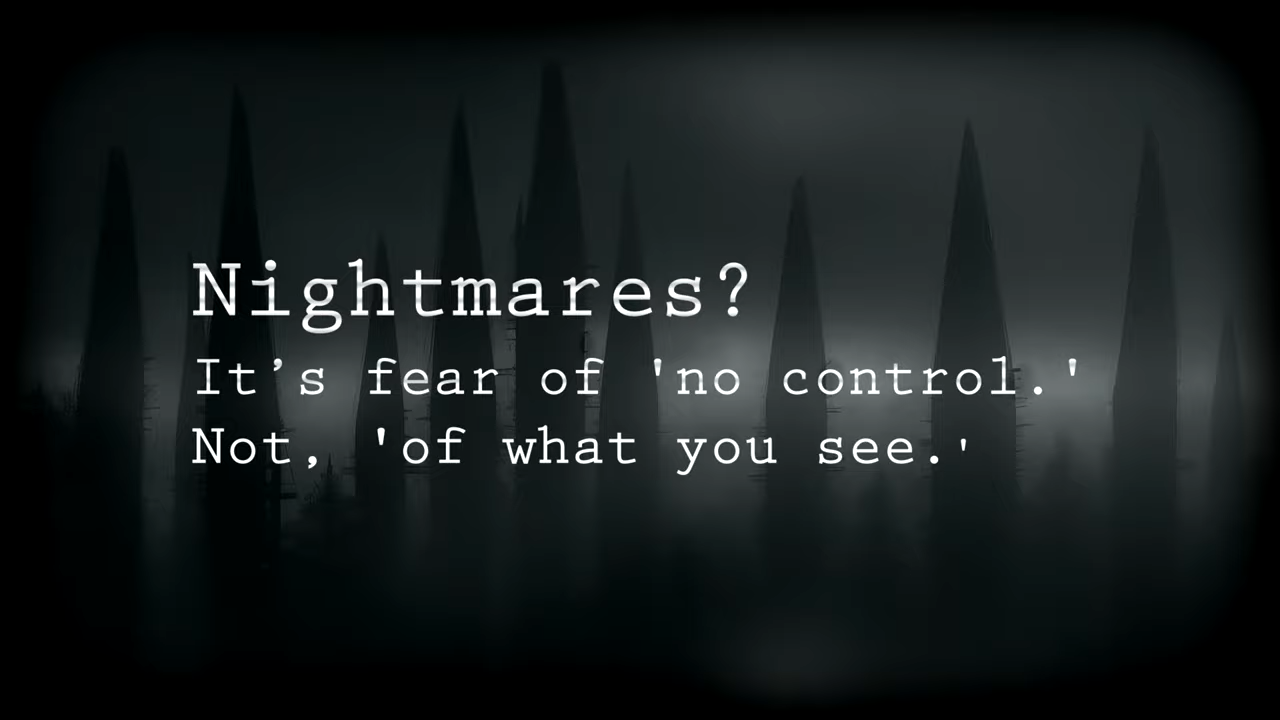 Nightmares?
It’s fear of 'no control.'
Not, 'of what you see.'